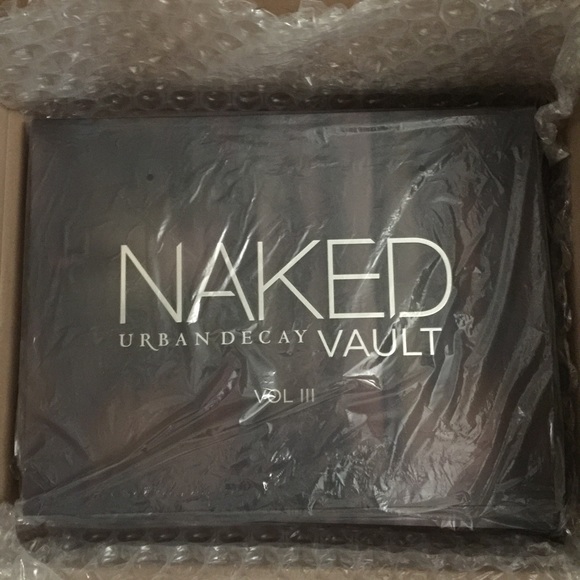 NAKED
URBAN DECAY VAULT
VOL III